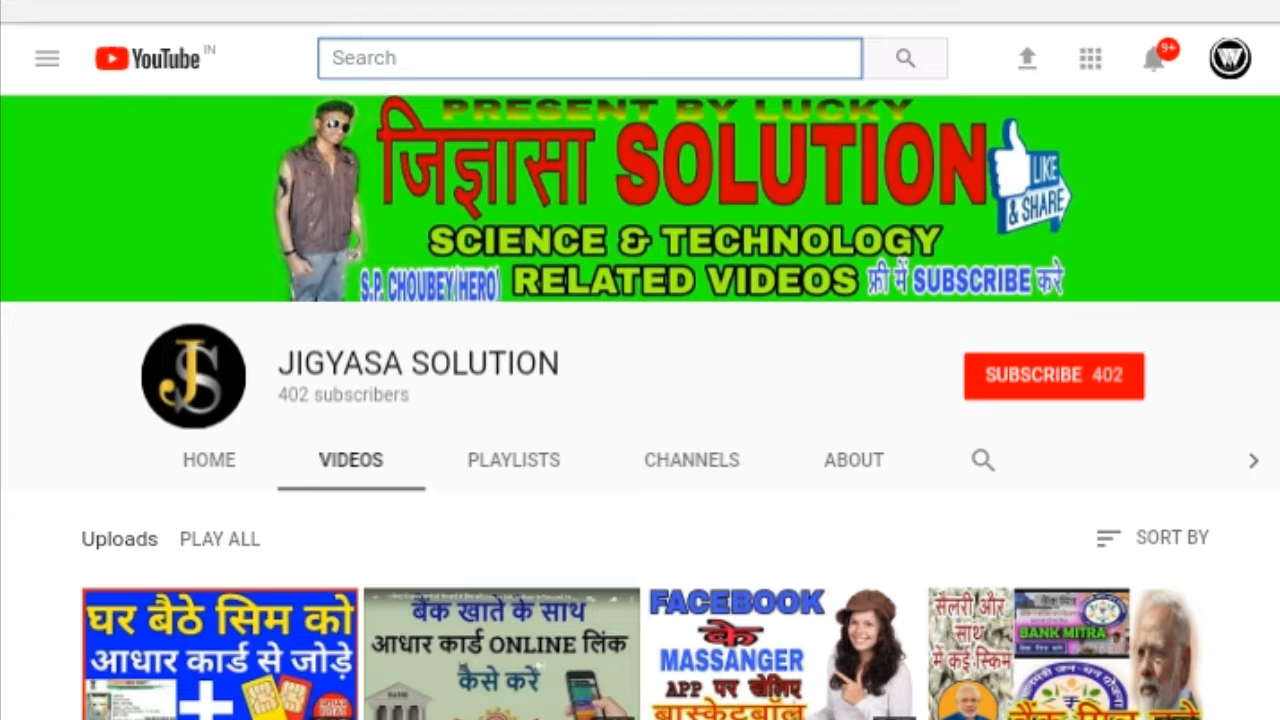 YouTube IN
Search
9+
PRESENT BY LUCKY
जिज्ञासा SOLUTION
LIKE
& SHARE
SCIENCE & TECHNOLOGY
S.P. CHOUBEY(HERO) RELATED VIDEOS फ्री में SUBSCRIBE करे
JS
JIGYASA SOLUTION
402 subscribers
SUBSCRIBE 402
HOME VIDEOS PLAYLISTS CHANNELS ABOUT
Uploads PLAY ALL SORT BY
घर बैठे सिम को
आधार कार्ड से जोड़े
बैंक खाते के साथ
आधार कार्ड ONLINE लिंक
कैसे करें
BANK
FACEBOOK
के
MASSANGER
APP पर खेलिए
बास्केटबॉल
सैलरी और
साथ
में कई स्किम
बैंक मित्र
BANK MITRA